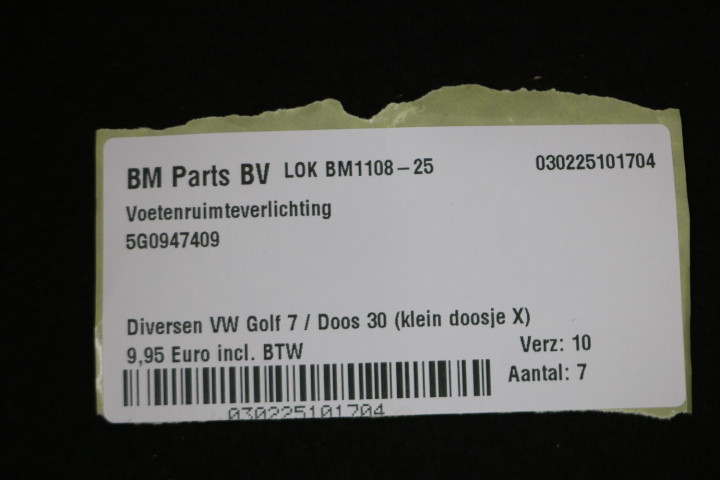 BM Parts BV LOK BM1108-25 030225101704
Voetenruimteverlichting
5G0947409
Diversen VW Golf 7 / Doos 30 (klein doosje X)
9,95 Euro incl. BTW Verz: 10
Aantal: 7
030225101704